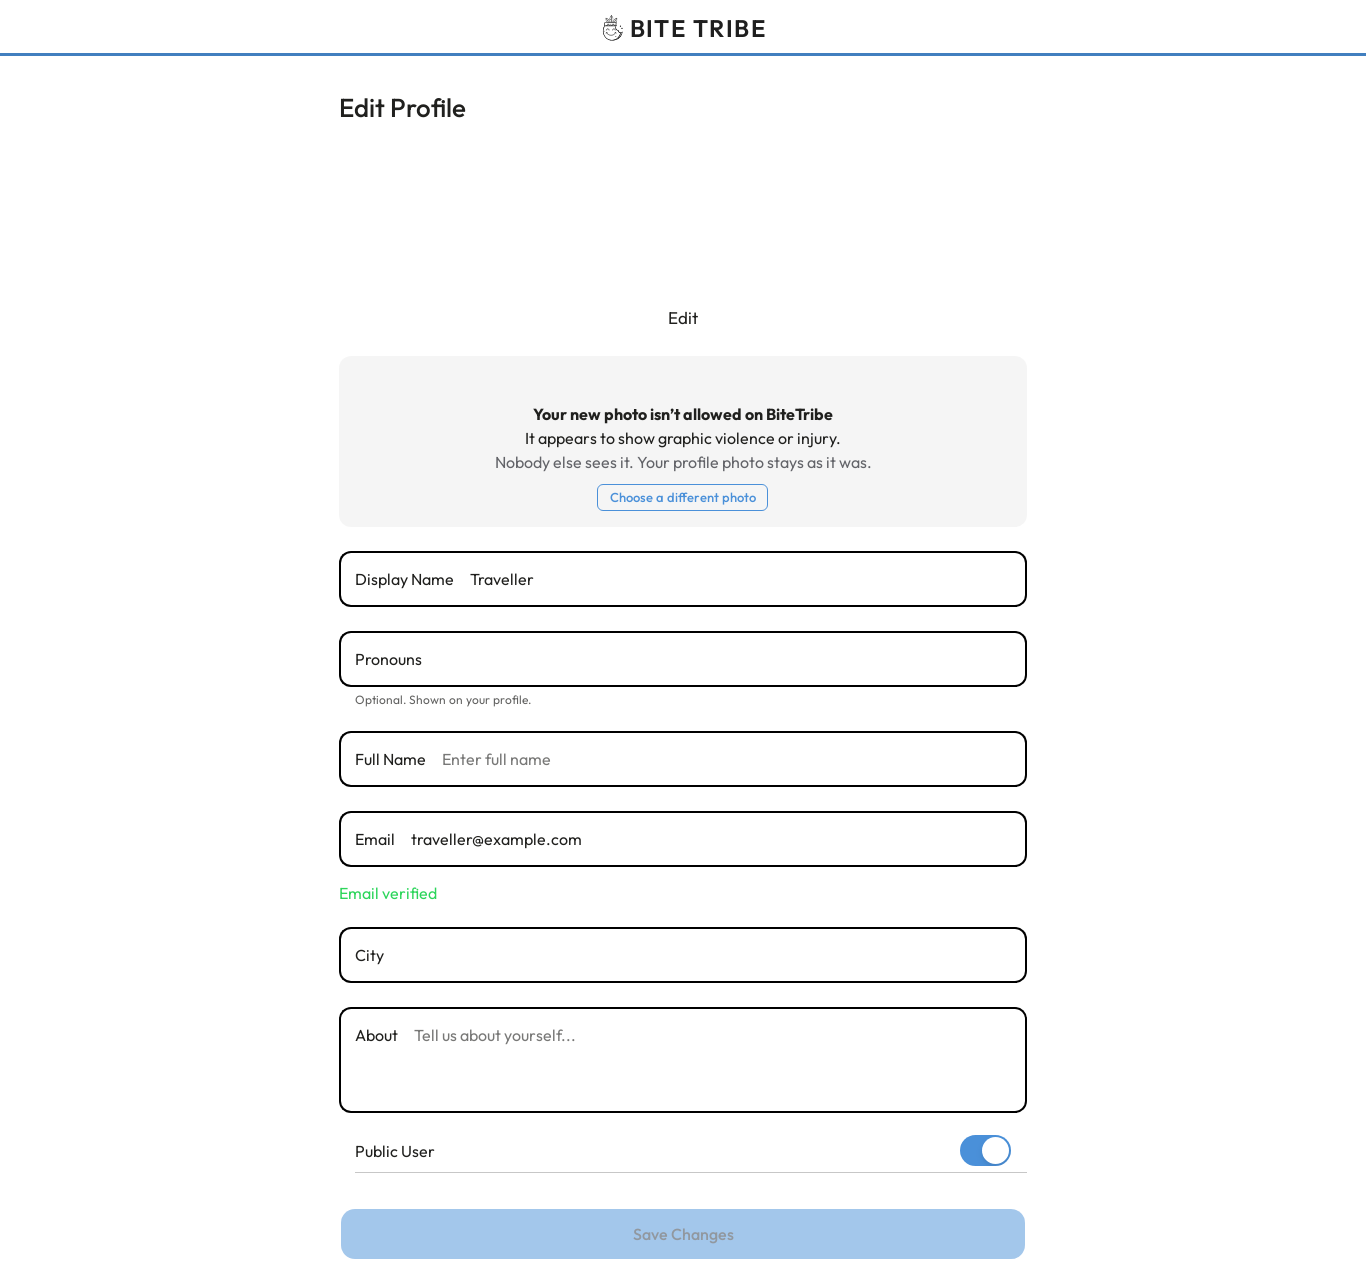 BITE TRIBE
Edit Profile
Edit
Your new photo isn’t allowed on BiteTribe
It appears to show graphic violence or injury.
Nobody else sees it. Your profile photo stays as it was.
Choose a different photo
Display Name Traveller
Pronouns
Optional. Shown on your profile.
Full Name Enter full name
Email traveller@example.com
Email verified
City
About Tell us about yourself...
Public User
Save Changes